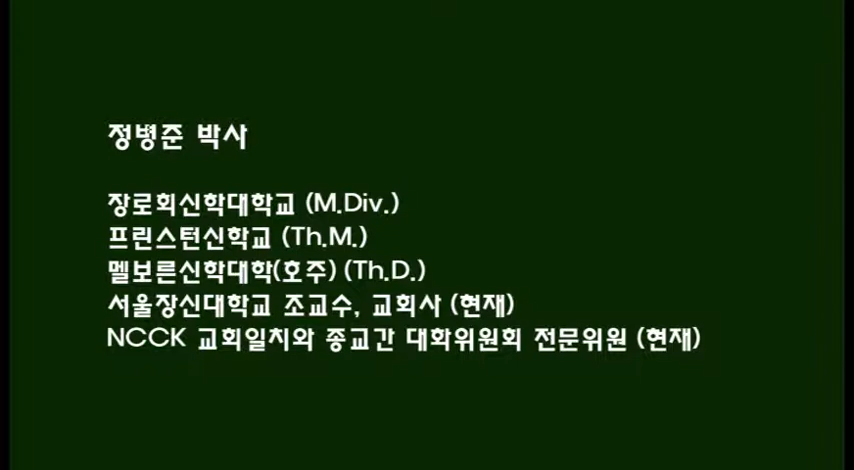 정병준 박사
장로회신학대학교 (M.Div.)
프린스턴신학교 (Th.M.)
멜보른신학대학(호주) (Th.D.)
서울장신대학교 조교수, 교회사 (현재)
NCCK 교회일치와 종교간 대화위원회 전문위원 (현재)